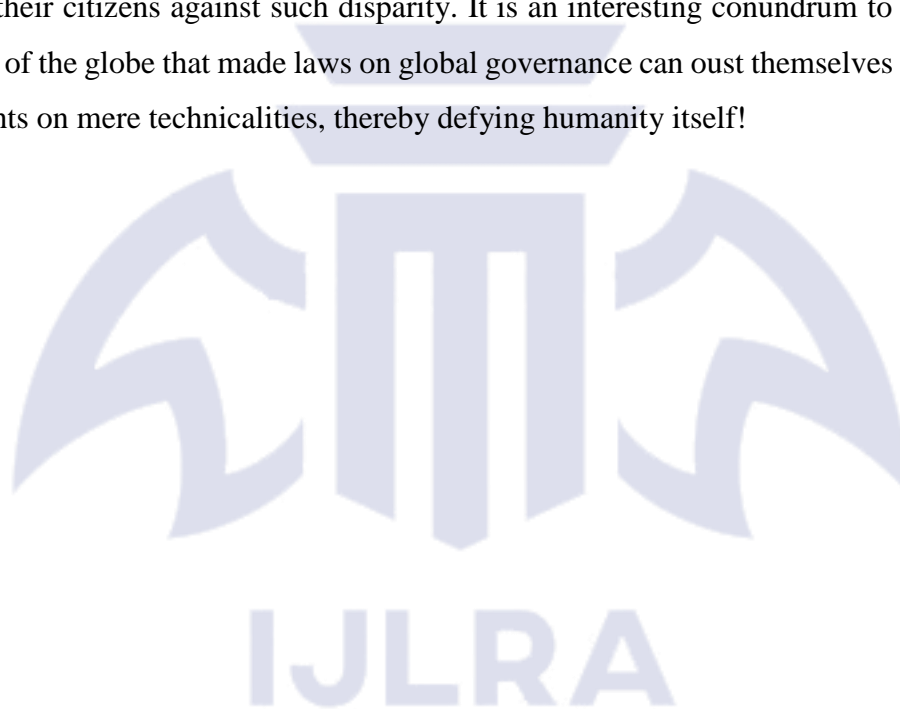 their citizens against such disparity. It is an interesting conundrum to
of the globe that made laws on global governance can oust themselves
nts on mere technicalities, thereby defying humanity itself!
IJLRA